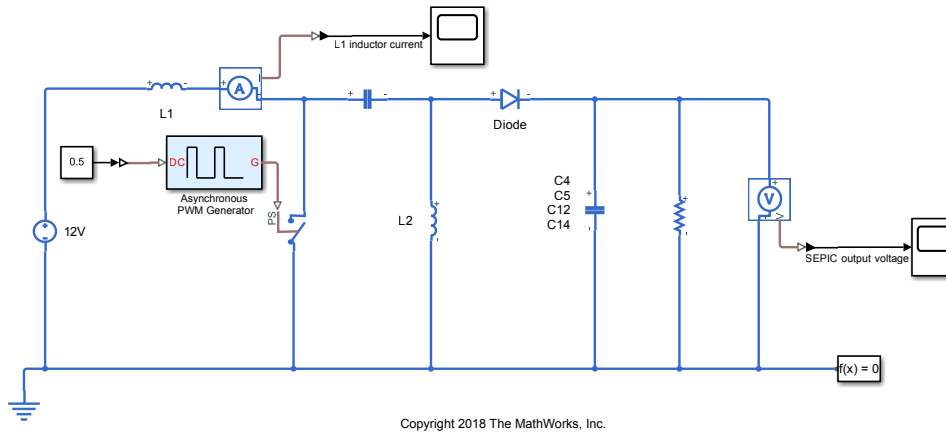 L1 inductor current
+
-
L1
+
A
I
-
+
-
+
-
Diode
0.5
DC
G
Asynchronous
PWM Generator
PS
12V
L2
+
-
C4
C5
C12
C14
+
-
+
-
+
V
-
V
SEPIC output voltage
f(x) = 0
Copyright 2018 The MathWorks, Inc.